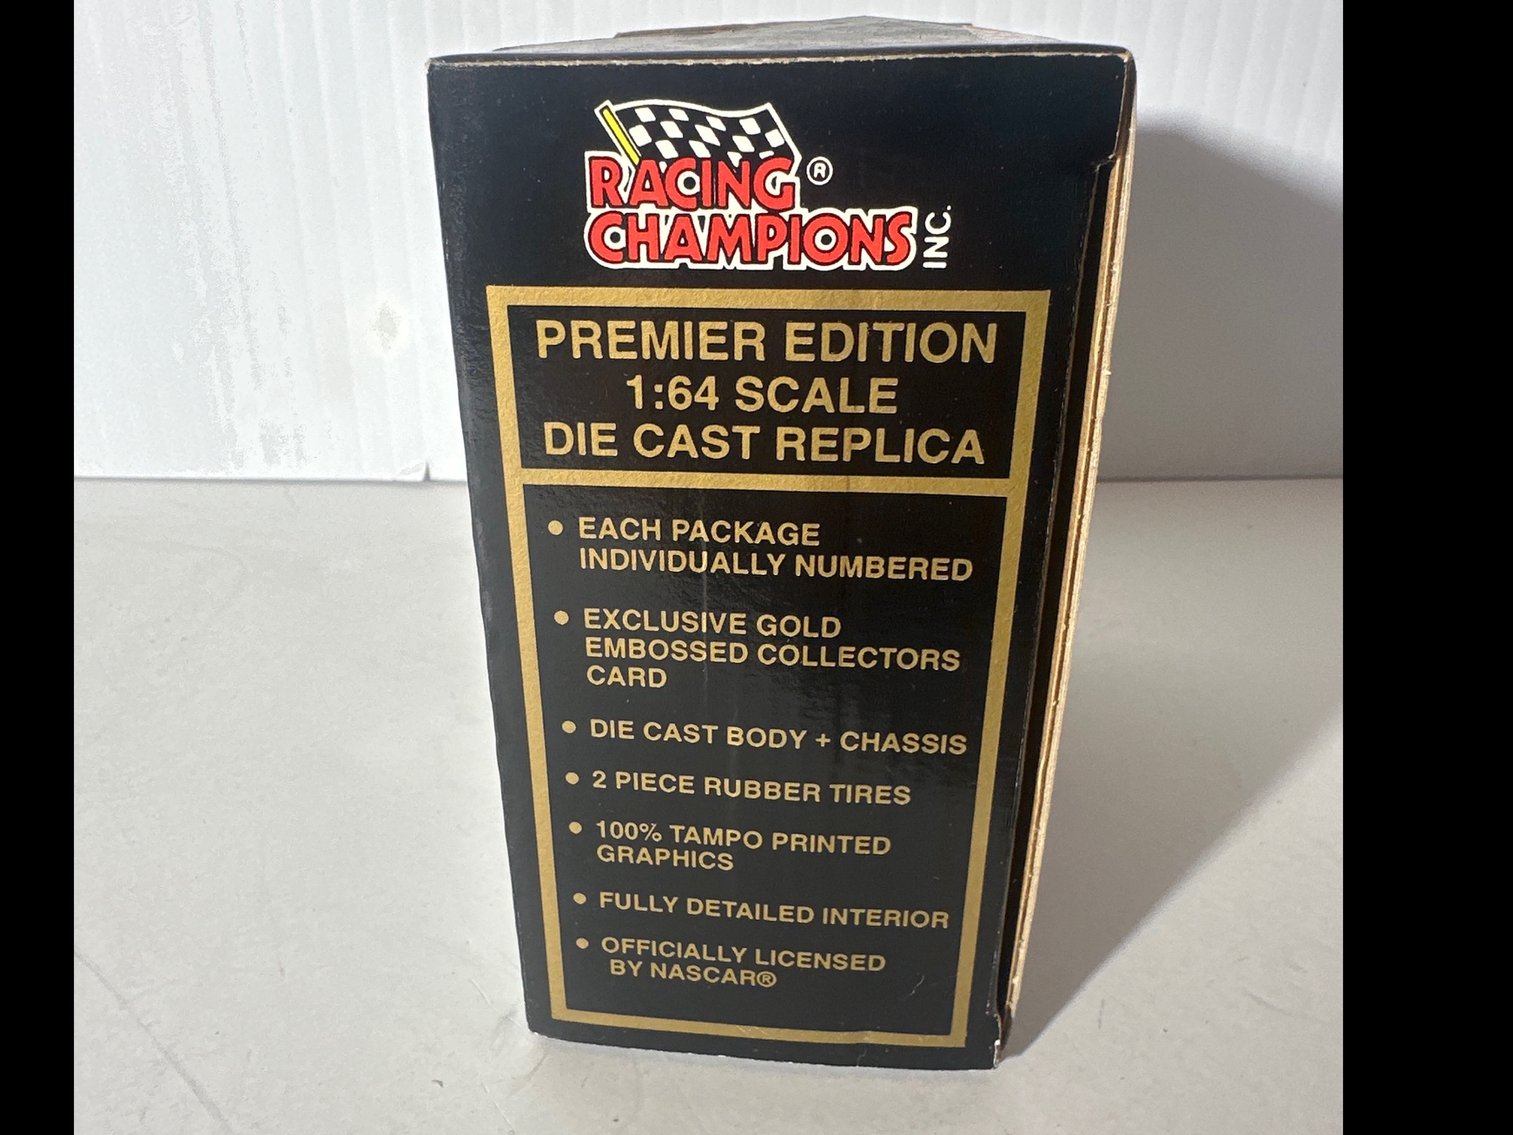 RACING ®
CHAMPIONS INC.
PREMIER EDITION
1:64 SCALE
DIE CAST REPLICA
• EACH PACKAGE
INDIVIDUALLY NUMBERED
• EXCLUSIVE GOLD
EMBOSSED COLLECTORS
CARD
• DIE CAST BODY + CHASSIS
• 2 PIECE RUBBER TIRES
• 100% TAMPO PRINTED
GRAPHICS
• FULLY DETAILED INTERIOR
• OFFICIALLY LICENSED
BY NASCAR®